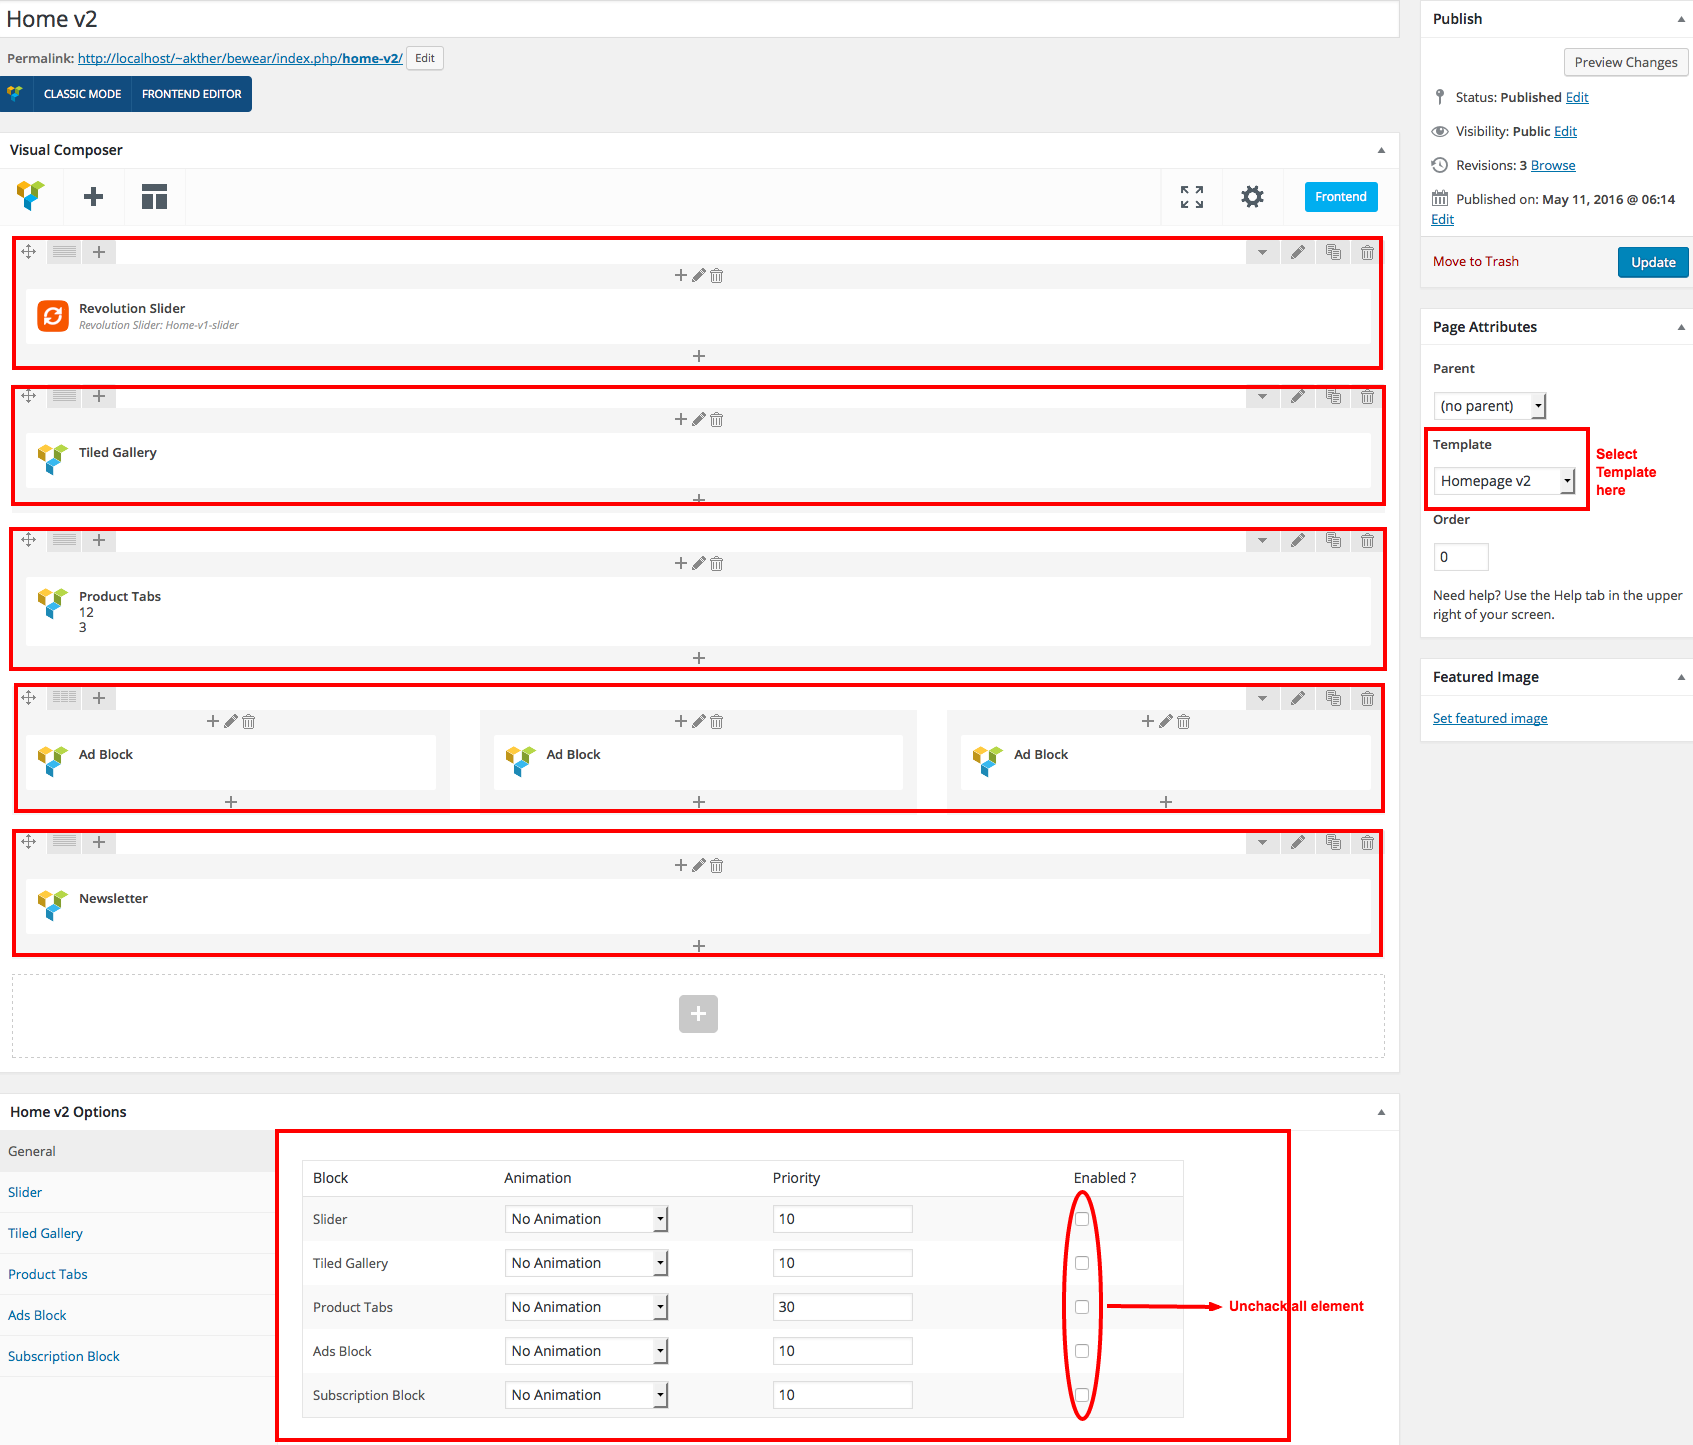 Home v2
Permalink: http://localhost/~akther/bewear/index.php/home-v2/ Edit
CLASSIC MODE FRONTEND EDITOR
Visual Composer
Frontend
Revolution Slider
Revolution Slider: Home-v1-slider
Tiled Gallery
Product Tabs
12
3
Ad Block Ad Block Ad Block
Newsletter
Home v2 Options
General
Slider
Tiled Gallery
Product Tabs
Ads Block
Subscription Block
Block Animation Priority Enabled ?
Slider No Animation 10
Tiled Gallery No Animation 10
Product Tabs No Animation 30
Unchack all element
Ads Block No Animation 10
Subscription Block No Animation 10
Publish
Preview Changes
Status: Published Edit
Visibility: Public Edit
Revisions: 3 Browse
Published on: May 11, 2016 @ 06:14
Edit
Move to Trash Update
Page Attributes
Parent
(no parent)
Template
Homepage v2
Select
Template
here
Order
0
Need help? Use the Help tab in the upper
right of your screen.
Featured Image
Set featured image